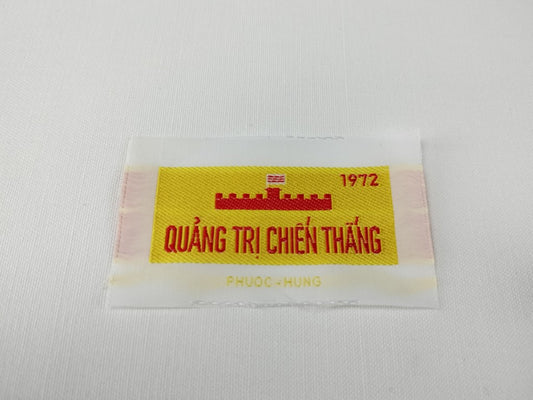 1972
QUẢNG TRỊ CHIẾN THẮNG
PHUOC-HUNG